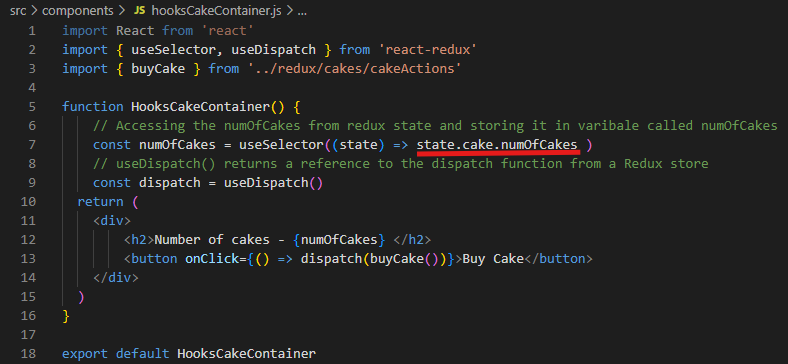 src > components > JS hooksCakeContainer.js > ...
1 import React from 'react'
2 import { useSelector, useDispatch } from 'react-redux'
3 import { buyCake } from '../redux/cakes/cakeActions'
4
5 function HooksCakeContainer() {
6     // Accessing the numOfCakes from redux state and storing it in varibale called numOfCakes
7     const numOfCakes = useSelector((state) => state.cake.numOfCakes )
8     // useDispatch() returns a reference to the dispatch function from a Redux store
9     const dispatch = useDispatch()
10   return (
11     <div>
12         <h2>Number of cakes - {numOfCakes} </h2>
13         <button onClick={() => dispatch(buyCake())}>Buy Cake</button>
14     </div>
15   )
16 }
17
18 export default HooksCakeContainer